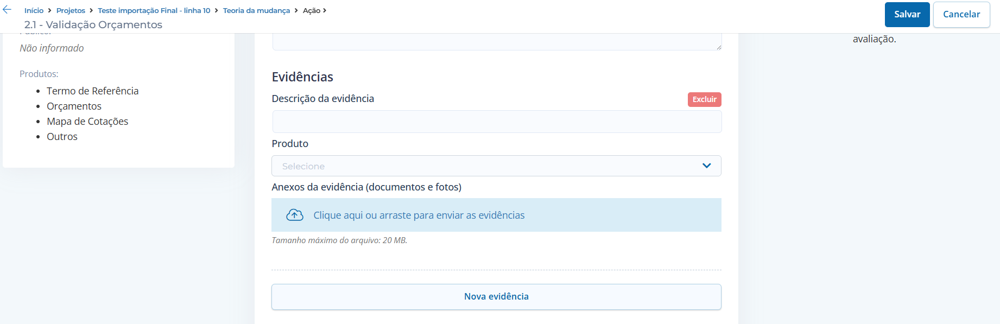 Início > Projetos > Teste importação Final - linha 10 > Teoria da mudança > Ação >
2.1 - Validação Orçamentos
Salvar
Cancelar
Público:
Não informado
Produtos:
• Termo de Referência
• Orçamentos
• Mapa de Cotações
• Outros
Evidências
Descrição da evidência
Excluir
Produto
Selecione
Anexos da evidência (documentos e fotos)
Clique aqui ou arraste para enviar as evidências
Tamanho máximo do arquivo: 20 MB.
Nova evidência
avaliação.